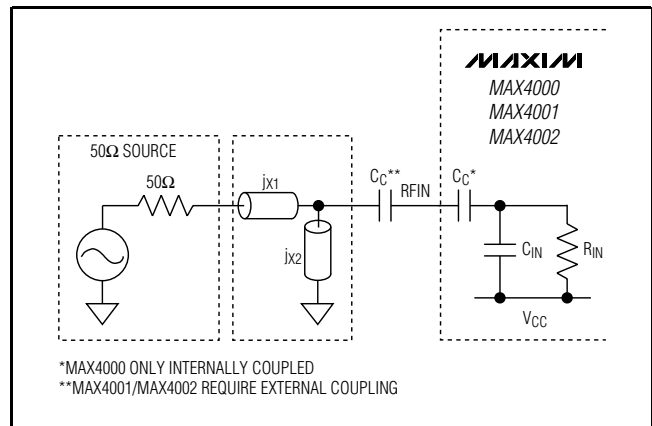 MAXIM
MAX4000
MAX4001
MAX4002
50Ω SOURCE
50Ω
jX1
jX2
CC**
RFIN
CC*
CIN
RIN
VCC
*MAX4000 ONLY INTERNALLY COUPLED
**MAX4001/MAX4002 REQUIRE EXTERNAL COUPLING